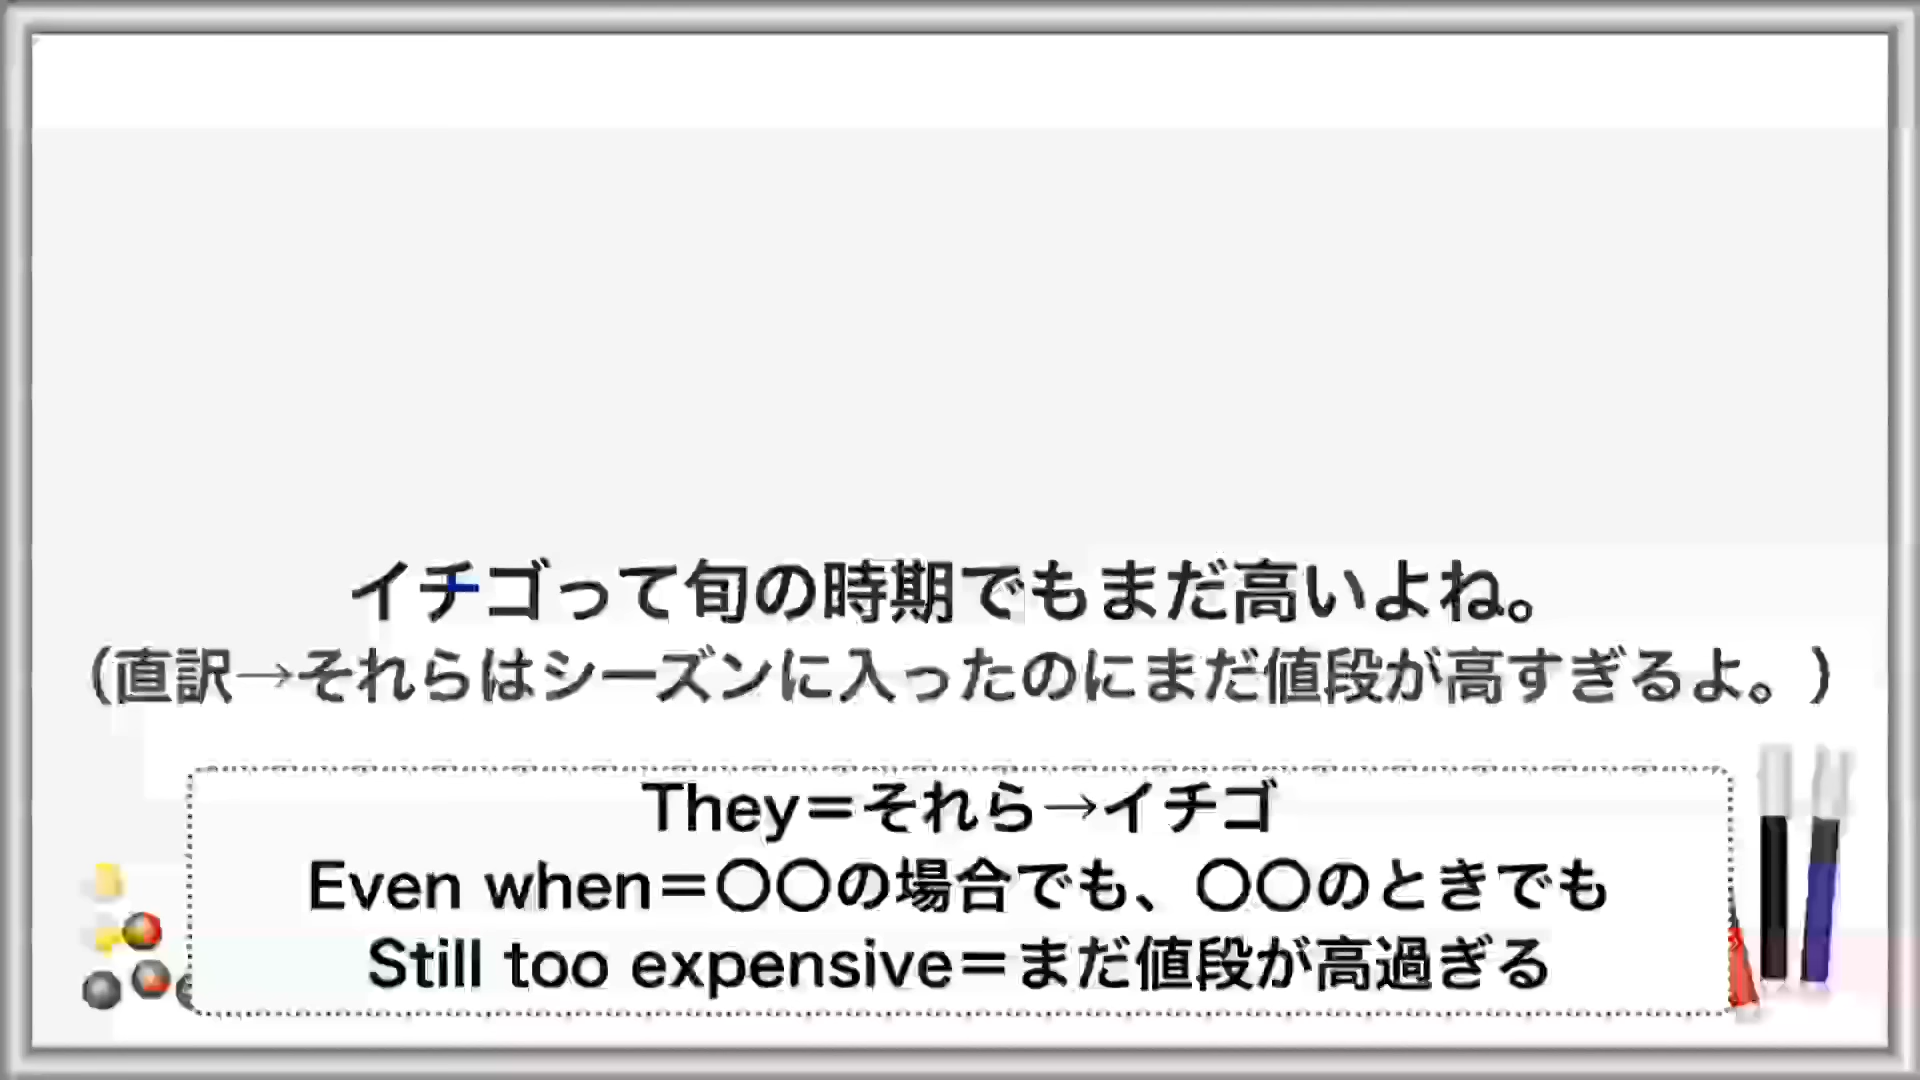 イチゴって旬の時期でもまだ高いよね。
(直訳→それらはシーズンに入ったのにまだ値段が高すぎるよ。)
They=それら→イチゴ
Even when=〇〇の場合でも、〇〇のときでも
Still too expensive=まだ値段が高過ぎる